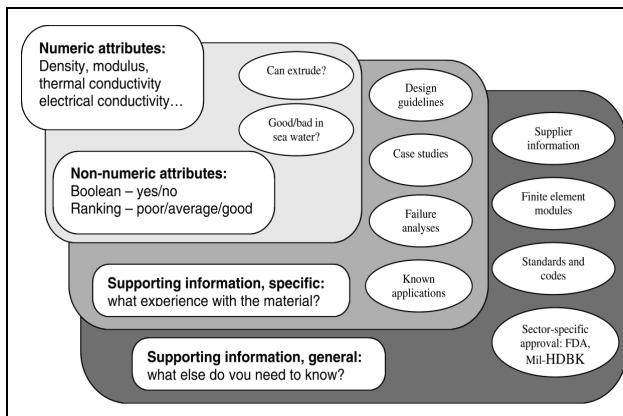 Numeric attributes:
Density, modulus,
thermal conductivity
electrical conductivity…
Can extrude?
Good/bad in
sea water?
Non-numeric attributes:
Boolean – yes/no
Ranking – poor/average/good
Design
guidelines
Case studies
Failure
analyses
Known
applications
Supporting information, specific:
what experience with the material?
Supplier
information
Finite element
modules
Standards and
codes
Sector-specific
approval: FDA,
Mil-HDBK
Supporting information, general:
what else do you need to know?